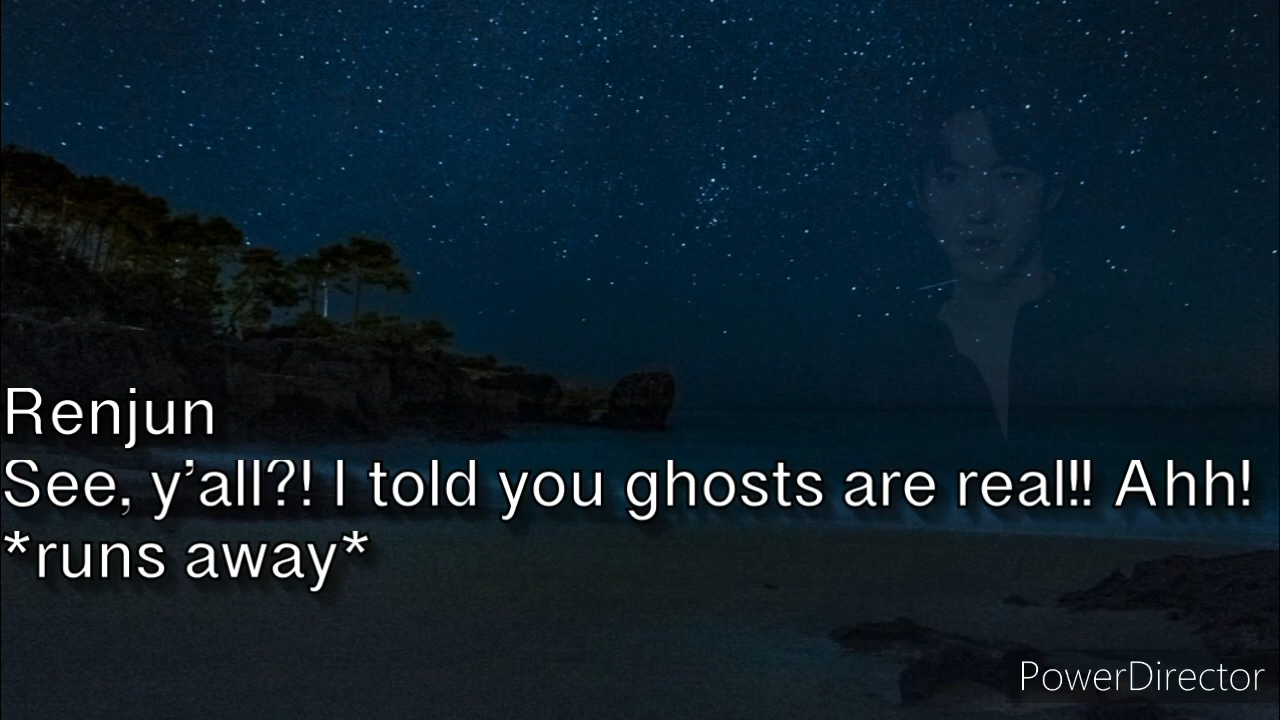 Renjun
See, y’all?! I told you ghosts are real!! Ahh!
*runs away*
PowerDirector